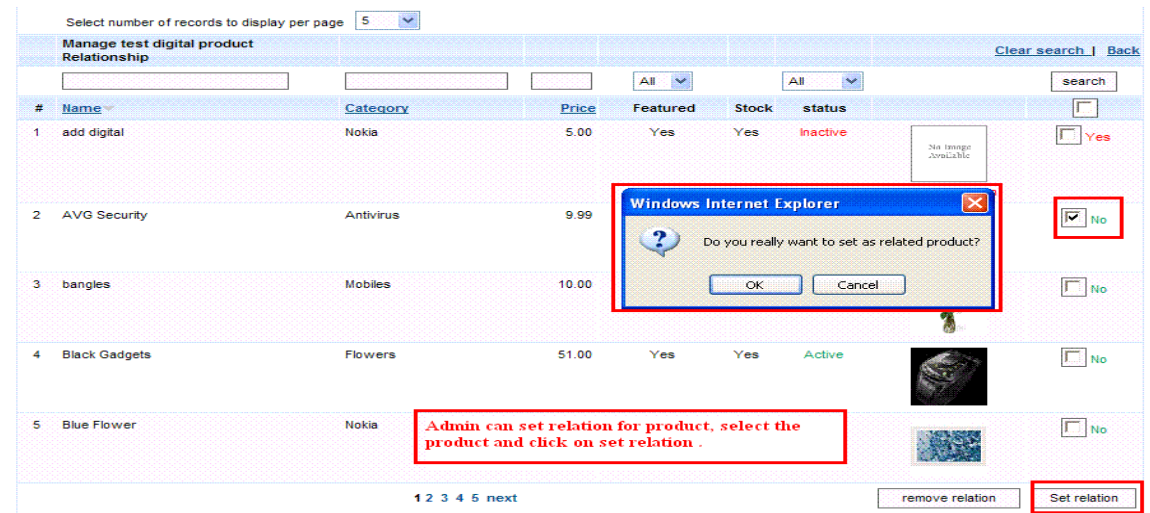 Select number of records to display per page 5
Manage test digital product
Relationship
Clear search | Back
All All search
# Name Category Price Featured Stock status
1 add digital Nokia 5.00 Yes Yes Inactive Yes
No Image
Available
Windows Internet Explorer
2 AVG Security Antivirus 9.99 No
Do you really want to set as related product?
OK Cancel
3 bangles Mobiles 10.00 No
4 Black Gadgets Flowers 51.00 Yes Yes Active No
5 Blue Flower Nokia No
Admin can set relation for product, select the
product and click on set relation .
1 2 3 4 5 next remove relation Set relation